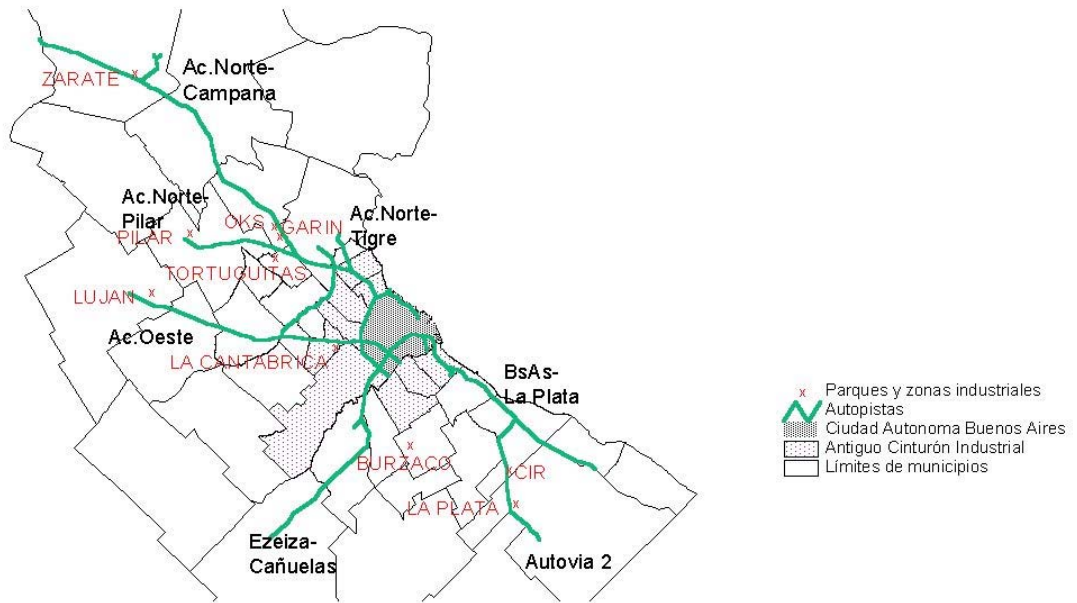 ZARATE
Ac.Norte-
Campana
Ac.Norte-
Pilar
PILAR
OKS
GARIN
Ac.Norte-
Tigre
TORTUGUITAS
LUJAN
Ac.Oeste
LA CANTABRICA
BsAs-
La Plata
BURZACO
CIR
LA PLATA
Ezeiza-
Cañuelas
Autovia 2
x Parques y zonas industriales
Autopistas
Ciudad Autonoma Buenos Aires
Antiguo Cinturón Industrial
Límites de municipios